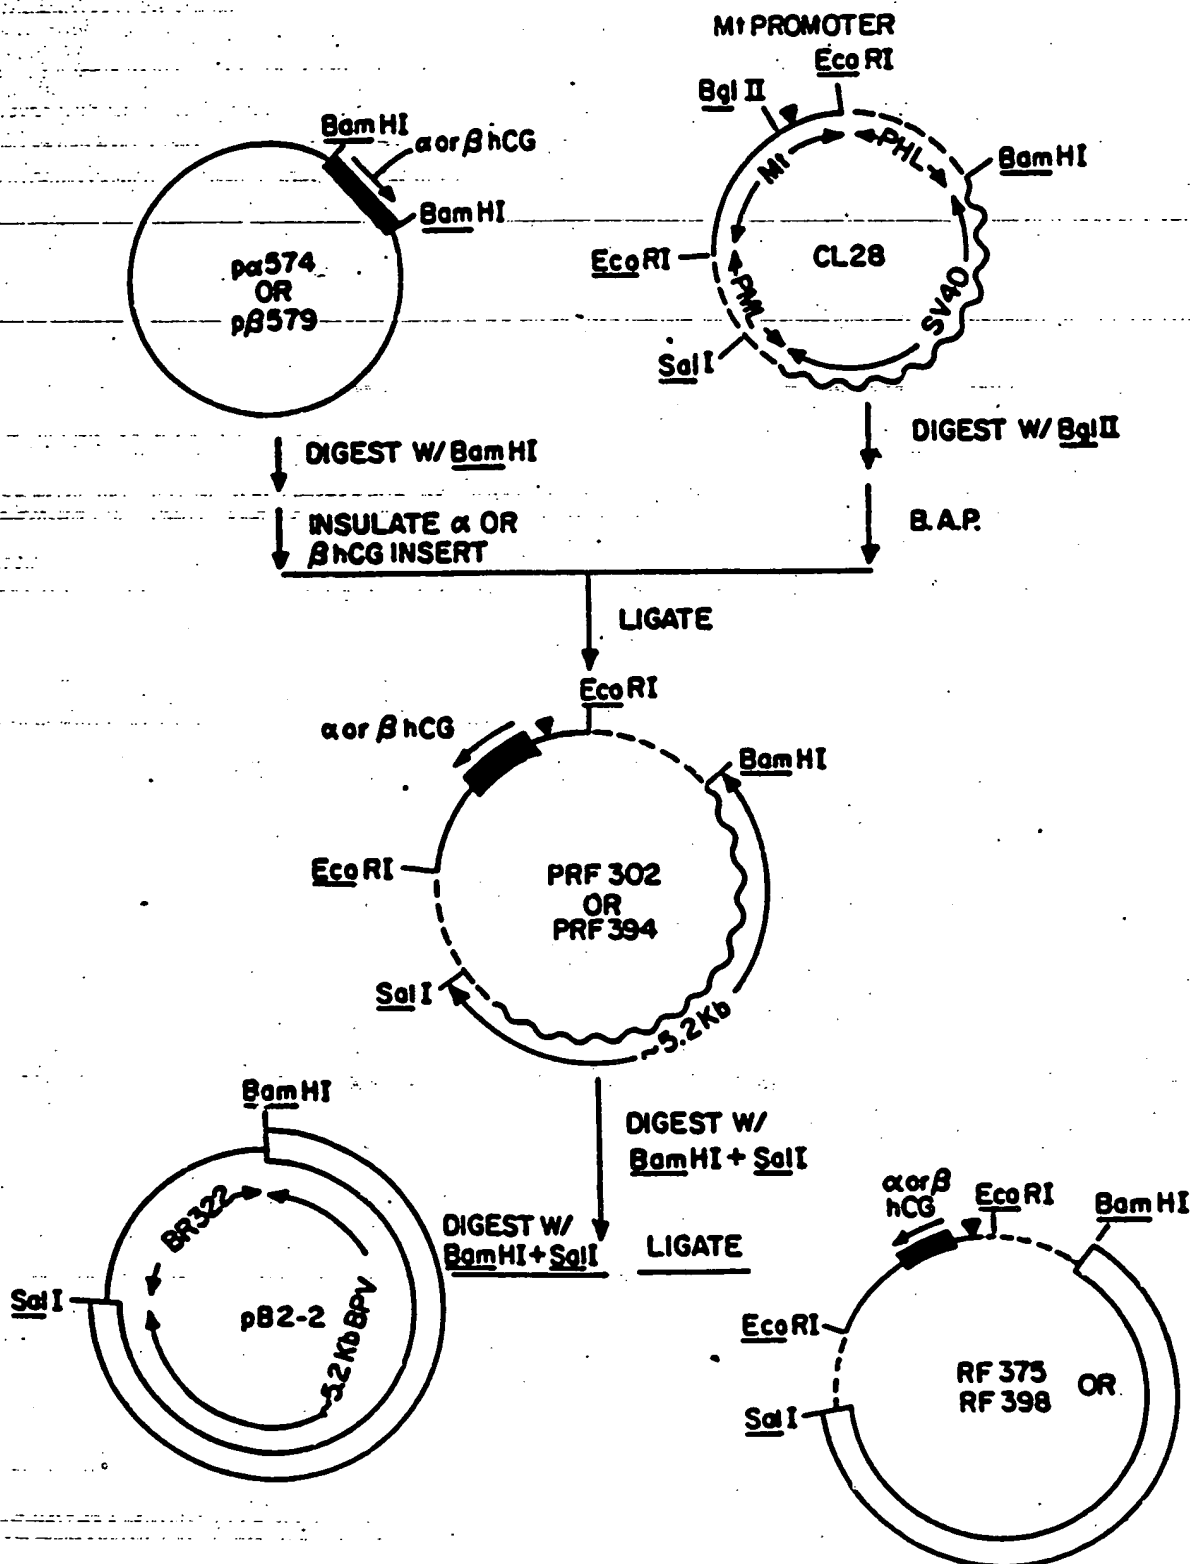 Mt PROMOTER
EcoRI
Bgl II
BamHI
α or β hCG
BamHI
pα574
OR
pβ579
Mt
PHL
BamHI
EcoRI
CL28
PML
SV40
SalI
DIGEST W/ BamHI
DIGEST W/ BglII
INSULATE α OR
β hCG INSERT
B.A.P.
LIGATE
EcoRI
α or β hCG
BamHI
EcoRI
PRF 302
OR
PRF 394
SalI
~5.2Kb
BamHI
DIGEST W/
BamHI + SalI
BR322
DIGEST W/
BamHI + SalI
LIGATE
α or β
hCG
EcoRI
BamHI
SalI
pB2-2
~5.2 Kb BPV
EcoRI
RF 375
RF 398
OR
SalI